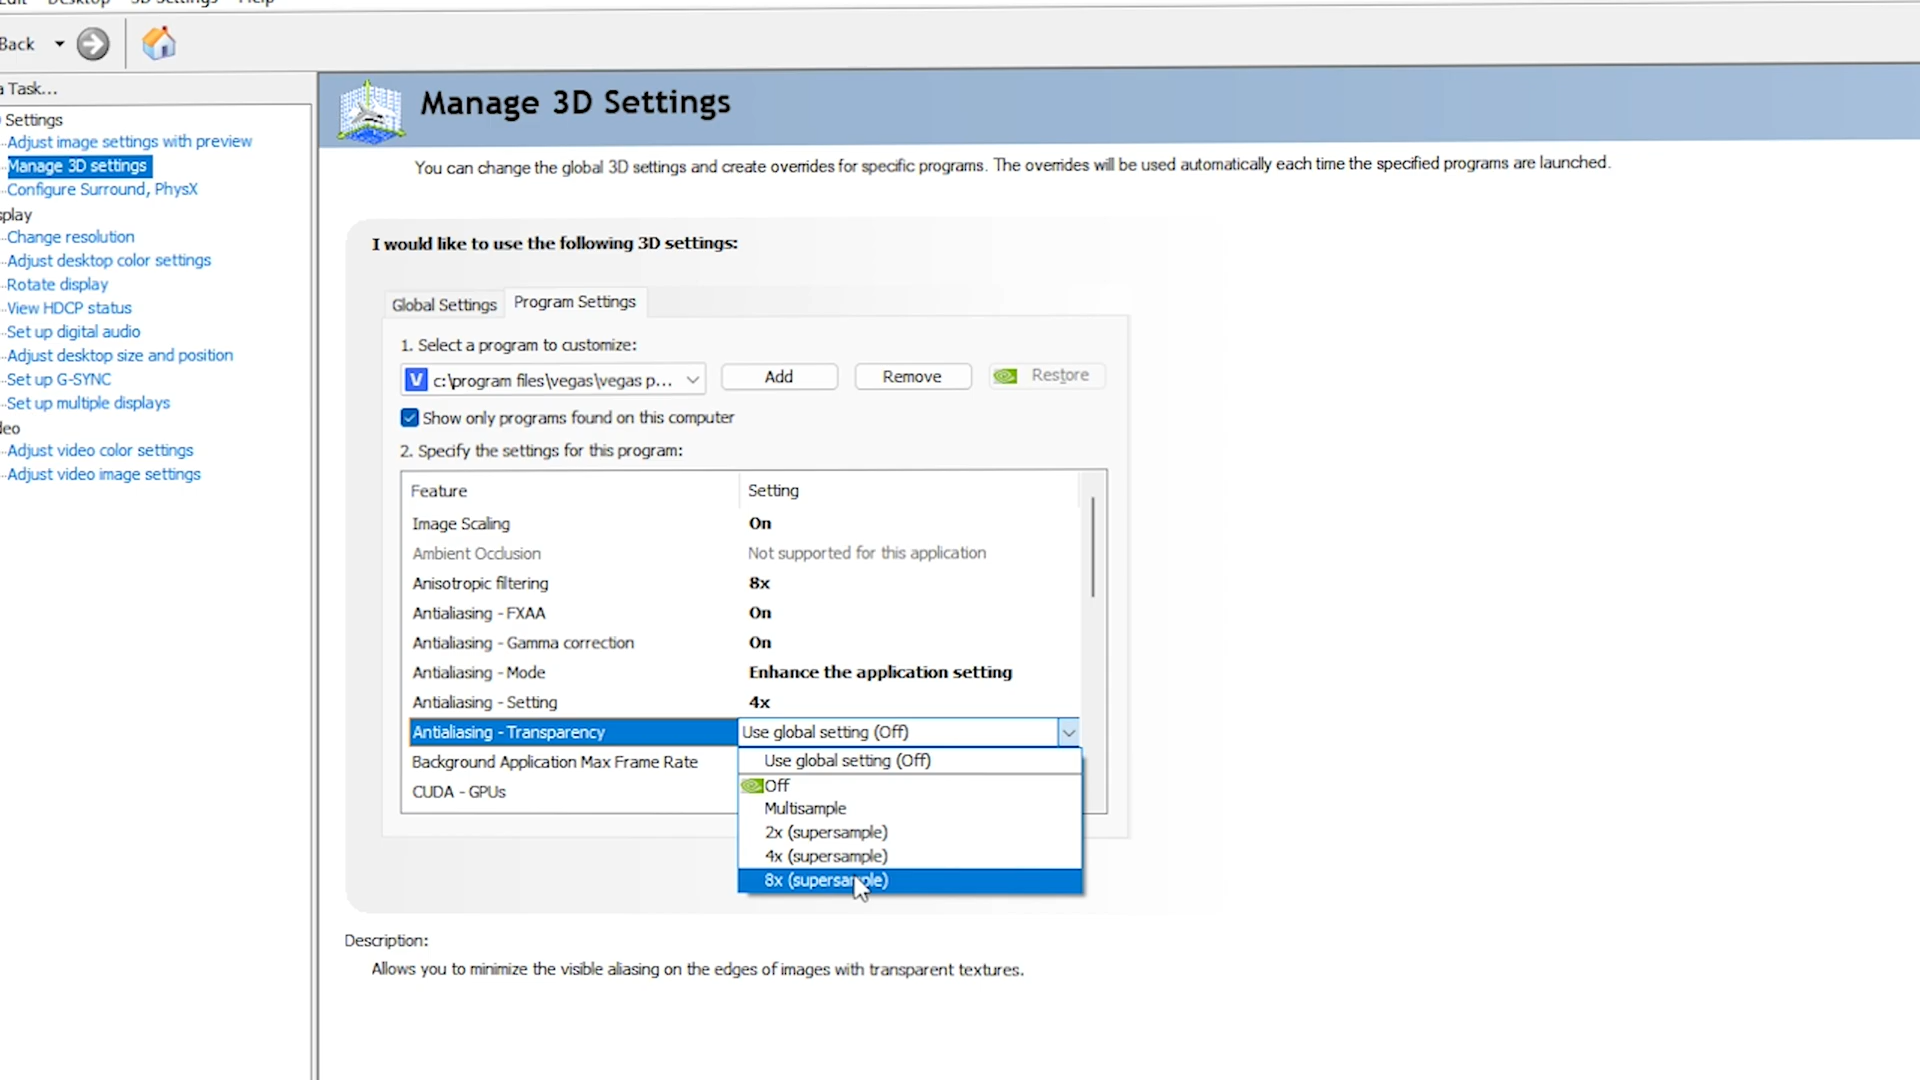 Edit Desktop 3D Settings Help
Back
a Task...
Settings
Adjust image settings with preview
Manage 3D settings
Configure Surround, PhysX
splay
Change resolution
Adjust desktop color settings
Rotate display
View HDCP status
Set up digital audio
Adjust desktop size and position
Set up G-SYNC
Set up multiple displays
deo
Adjust video color settings
Adjust video image settings
Manage 3D Settings
You can change the global 3D settings and create overrides for specific programs. The overrides will be used automatically each time the specified programs are launched.
I would like to use the following 3D settings:
Global Settings Program Settings
1. Select a program to customize:
V c:\program files\vegas\vegas p... Add Remove Restore
Show only programs found on this computer
2. Specify the settings for this program:
Feature Setting
Image Scaling On
Ambient Occlusion Not supported for this application
Anisotropic filtering 8x
Antialiasing - FXAA On
Antialiasing - Gamma correction On
Antialiasing - Mode Enhance the application setting
Antialiasing - Setting 4x
Antialiasing - Transparency Use global setting (Off)
Background Application Max Frame Rate Use global setting (Off)
CUDA - GPUs Off
Multisample
2x (supersample)
4x (supersample)
8x (supersample)
Description:
Allows you to minimize the visible aliasing on the edges of images with transparent textures.